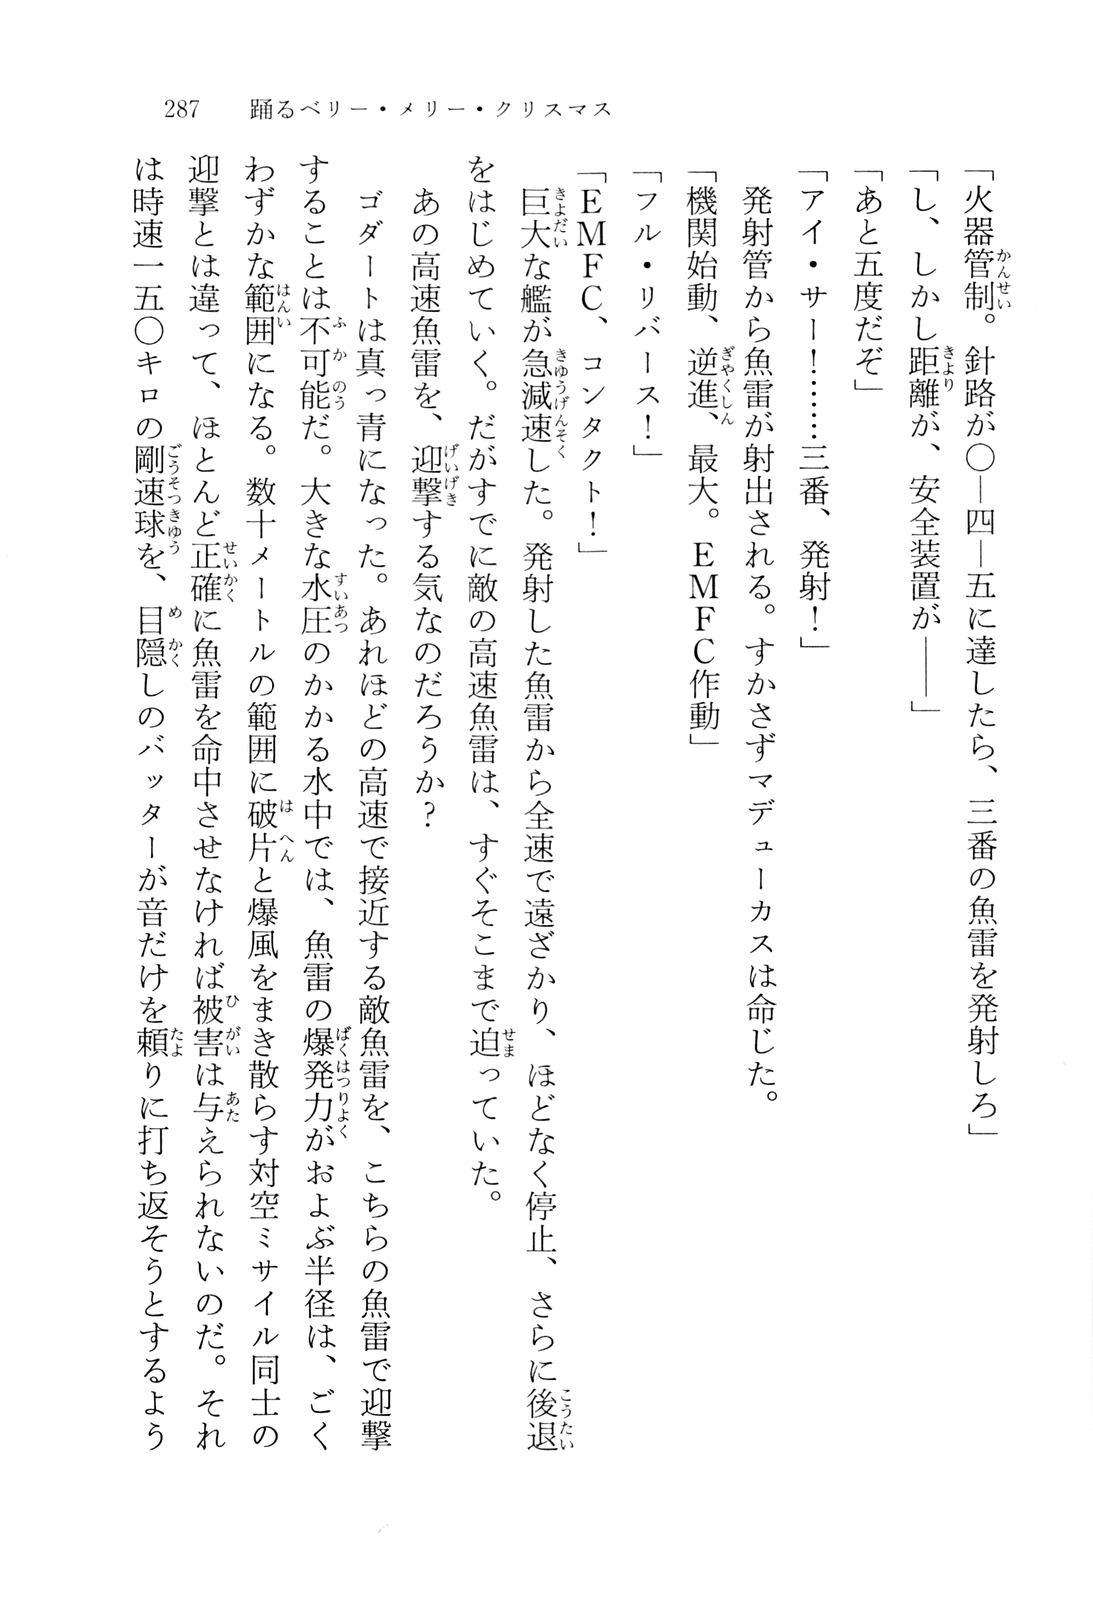 287　踊るベリー・メリー・クリスマス
「火器管制。針路が〇―四―五に達したら、三番の魚雷を発射しろ」
「し、しかし距離が、安全装置が――」
「あと五度だぞ」
「アイ・サー！……三番、発射！」
　発射管から魚雷が射出される。すかさずマデューカスは命じた。
「機関始動、逆進、最大。ＥＭＦＣ作動」
「フル・リバース！」
「ＥＭＦＣ、コンタクト！」
　巨大な艦が急減速した。発射した魚雷から全速で遠ざかり、ほどなく停止、さらに後退
をはじめていく。だがすでに敵の高速魚雷は、すぐそこまで迫っていた。
　あの高速魚雷を、迎撃する気なのだろうか？
　ゴダートは真っ青になった。あれほどの高速で接近する敵魚雷を、こちらの魚雷で迎撃
することは不可能だ。大きな水圧のかかる水中では、魚雷の爆発力がおよぶ半径は、ごく
わずかな範囲になる。数十メートルの範囲に破片と爆風をまき散らす対空ミサイル同士の
迎撃とは違って、ほとんど正確に魚雷を命中させなければ被害は与えられないのだ。それ
は時速一五〇キロの剛速球を、目隠しのバッターが音だけを頼りに打ち返そうとするよう